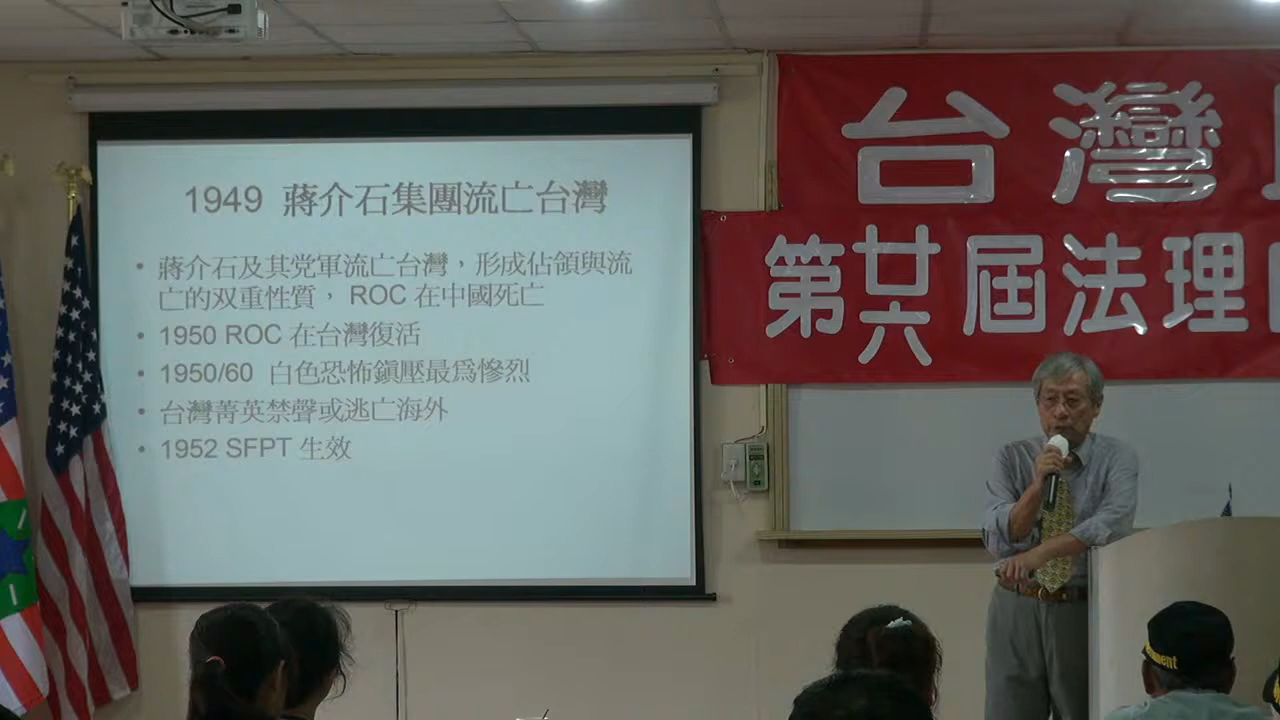 1949 蔣介石集團流亡台灣
• 蔣介石及其党軍流亡台灣，形成佔領與流
亡的双重性質， ROC 在中國死亡
• 1950 ROC 在台灣復活
• 1950/60 白色恐怖鎮壓最為慘烈
• 台灣菁英禁聲或逃亡海外
• 1952 SFPT 生效
台灣
第廿六屆法理